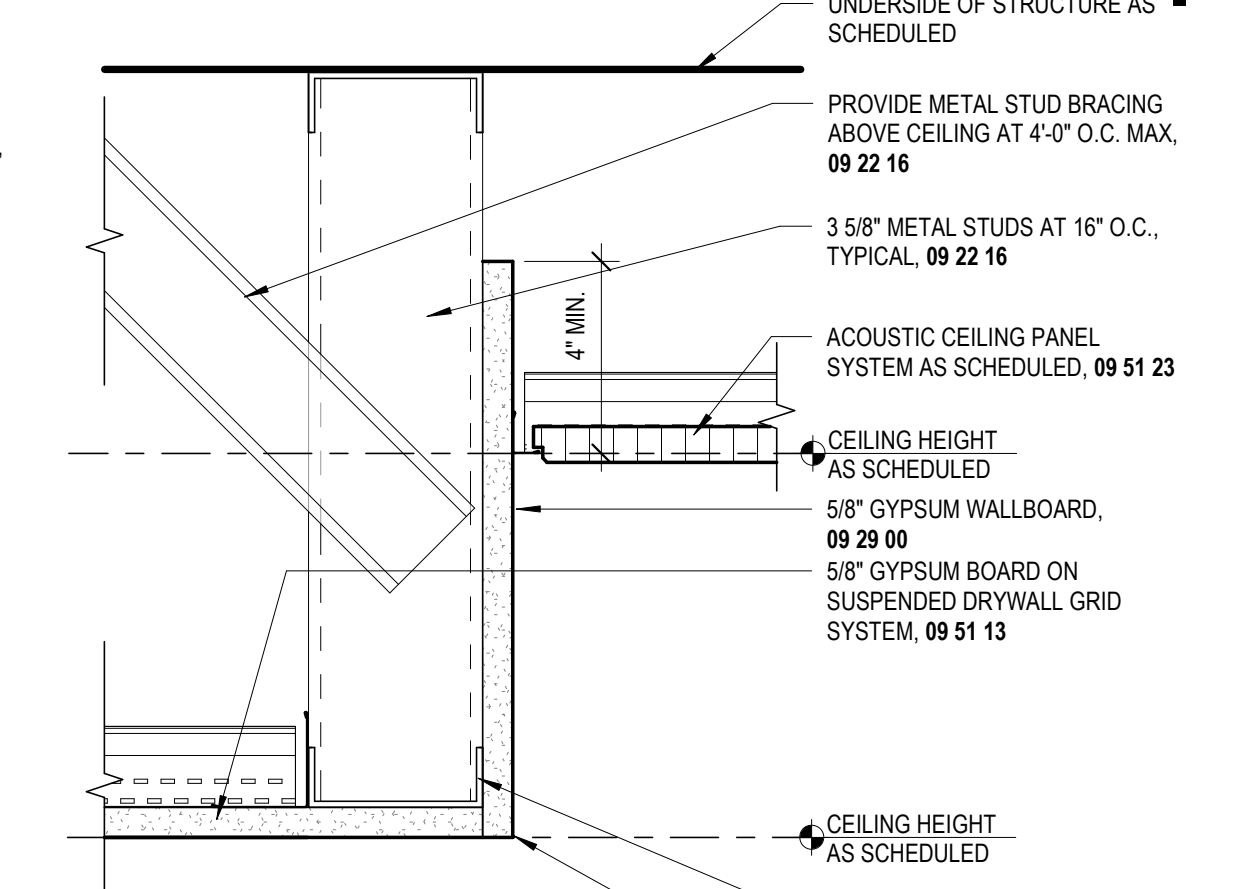 UNDERSIDE OF STRUCTURE AS
SCHEDULED
PROVIDE METAL STUD BRACING
ABOVE CEILING AT 4'-0" O.C. MAX,
09 22 16
3 5/8" METAL STUDS AT 16" O.C.,
TYPICAL, 09 22 16
4" MIN.
ACOUSTIC CEILING PANEL
SYSTEM AS SCHEDULED, 09 51 23
CEILING HEIGHT
AS SCHEDULED
5/8" GYPSUM WALLBOARD,
09 29 00
5/8" GYPSUM BOARD ON
SUSPENDED DRYWALL GRID
SYSTEM, 09 51 13
CEILING HEIGHT
AS SCHEDULED